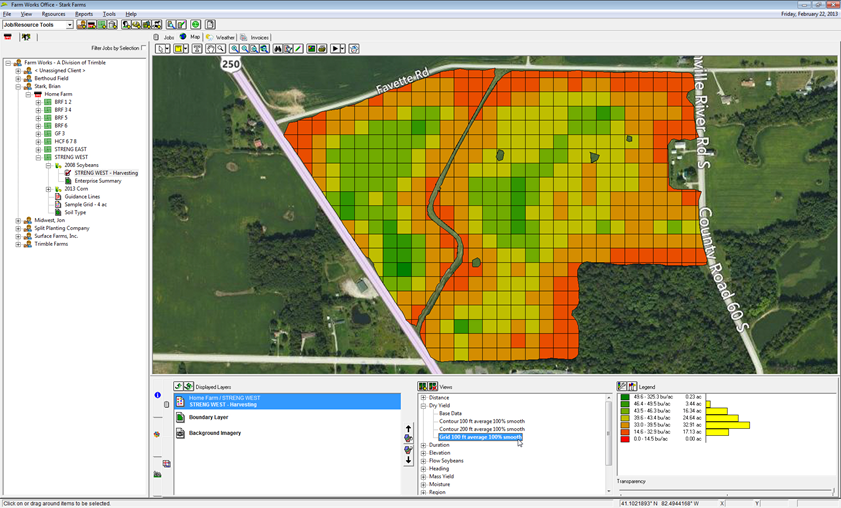 Farm Works Office - Stark Farms
File View Resources Reports Tools Help
Friday, February 22, 2013
Job/Resource Tools
Jobs Map Weather Invoices
Filter Jobs by Selection
Farm Works - A Division of Trimble
< Unassigned Client >
Berthoud Field
Stark, Brian
Home Farm
BRF 1 2
BRF 3 4
BRF 5
BRF 6
GF 3
HCF 6 7 8
STRENG EAST
STRENG WEST
2008 Soybeans
STRENG WEST - Harvesting
Enterprise Summary
2013 Corn
Guidance Lines
Sample Grid - 4 ac
Soil Type
Midwest, Jon
Split Planting Company
Surface Farms, Inc.
Trimble Farms
250
Favette Rd
nville River Rd S
County Road 60 S
Displayed Layers
Home Farm / STRENG WEST
STRENG WEST - Harvesting
Boundary Layer
Background Imagery
Views
Distance
Dry Yield
Base Data
Contour 100 ft average 100% smooth
Contour 200 ft average 100% smooth
Grid 100 ft average 100% smooth
Duration
Elevation
Flow Soybeans
Heading
Mass Yield
Moisture
Region
Legend
49.6 - 325.3 bu/ac 0.23 ac
46.4 - 49.5 bu/ac 3.44 ac
43.5 - 46.3 bu/ac 16.34 ac
39.6 - 43.4 bu/ac 24.64 ac
33.0 - 39.5 bu/ac 32.91 ac
14.6 - 32.9 bu/ac 17.13 ac
0.0 - 14.5 bu/ac 0.00 ac
Transparency
Click on or drag around items to be selected.
41.1021893° N 82.4944168° W X: Y: